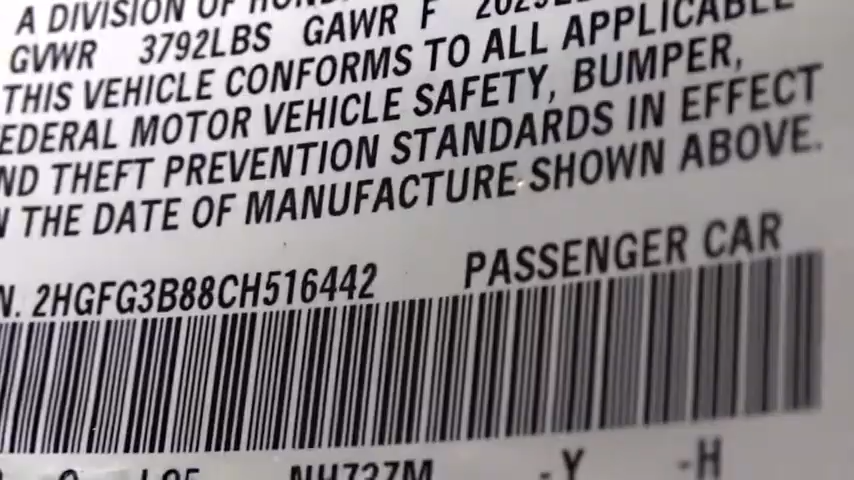 A DIVISION OF
GVWR 3792LBS GAWR F
THIS VEHICLE CONFORMS TO ALL APPLICABLE
EDERAL MOTOR VEHICLE SAFETY, BUMPER,
ND THEFT PREVENTION STANDARDS IN EFFECT
N THE DATE OF MANUFACTURE SHOWN ABOVE.
N. 2HGFG3B88CH516442 PASSENGER CAR
NH737M -Y -H